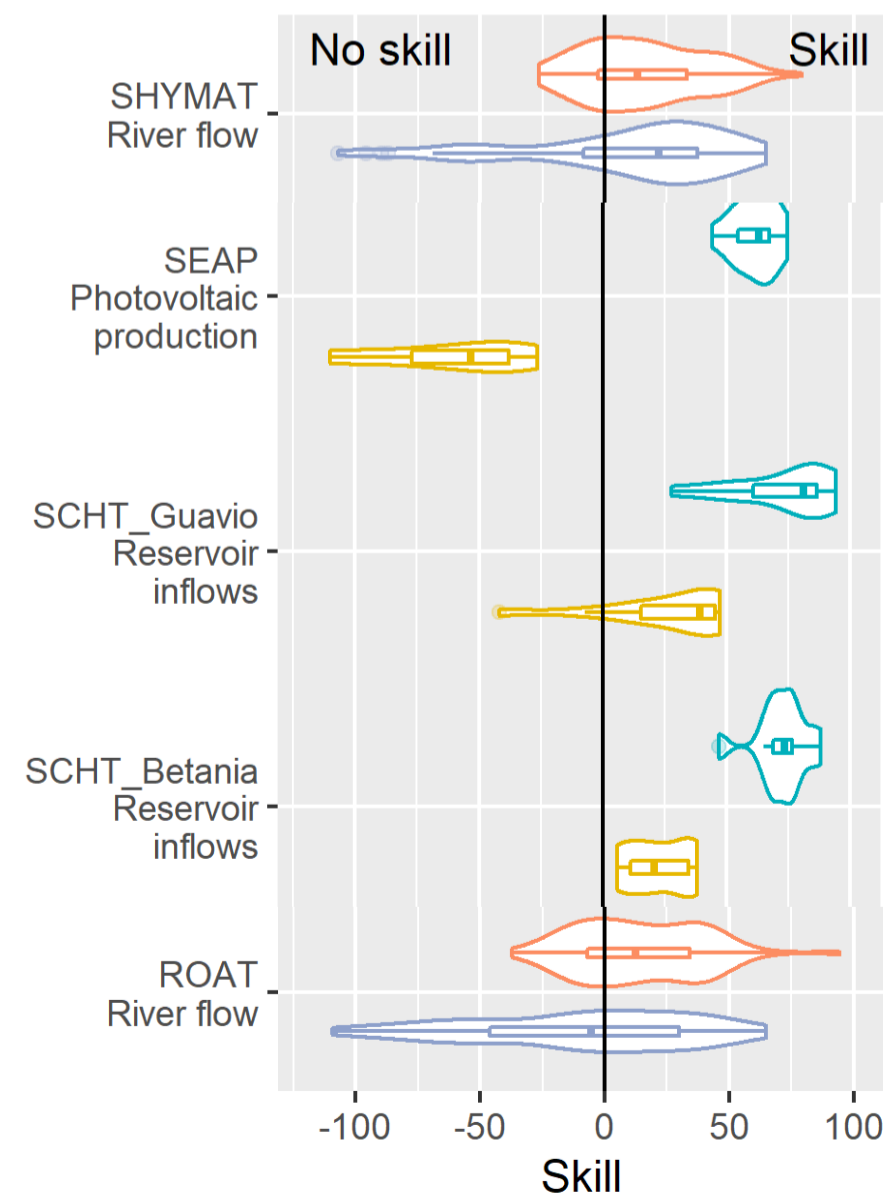 No skill
Skill
SHYMAT
River flow
SEAP
Photovoltaic
production
SCHT_Guavio
Reservoir
inflows
SCHT_Betania
Reservoir
inflows
ROAT
River flow
-100 -50 0 50 100
Skill